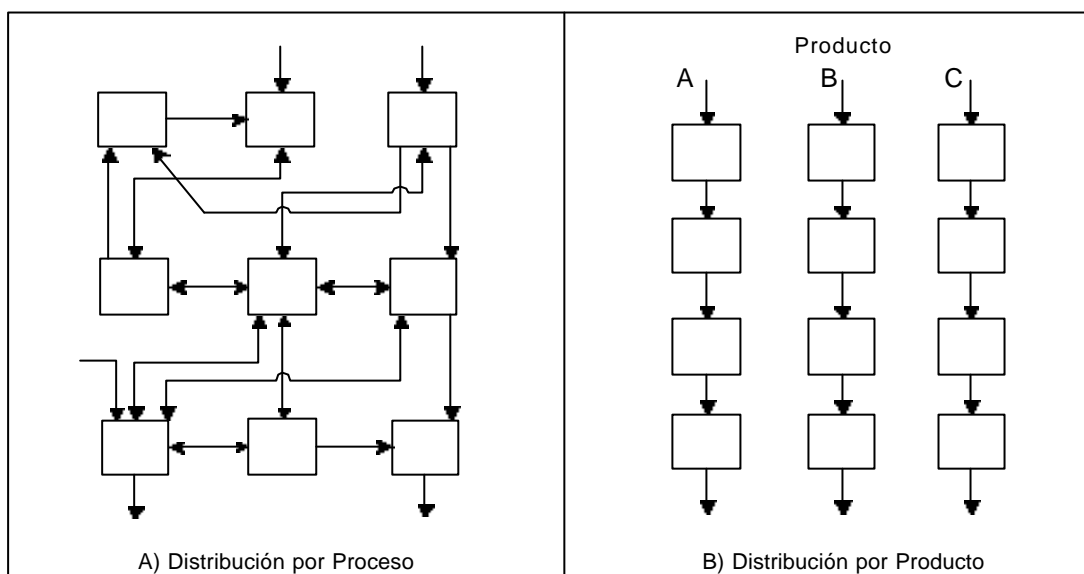 Producto
A B C
A) Distribución por Proceso
B) Distribución por Producto